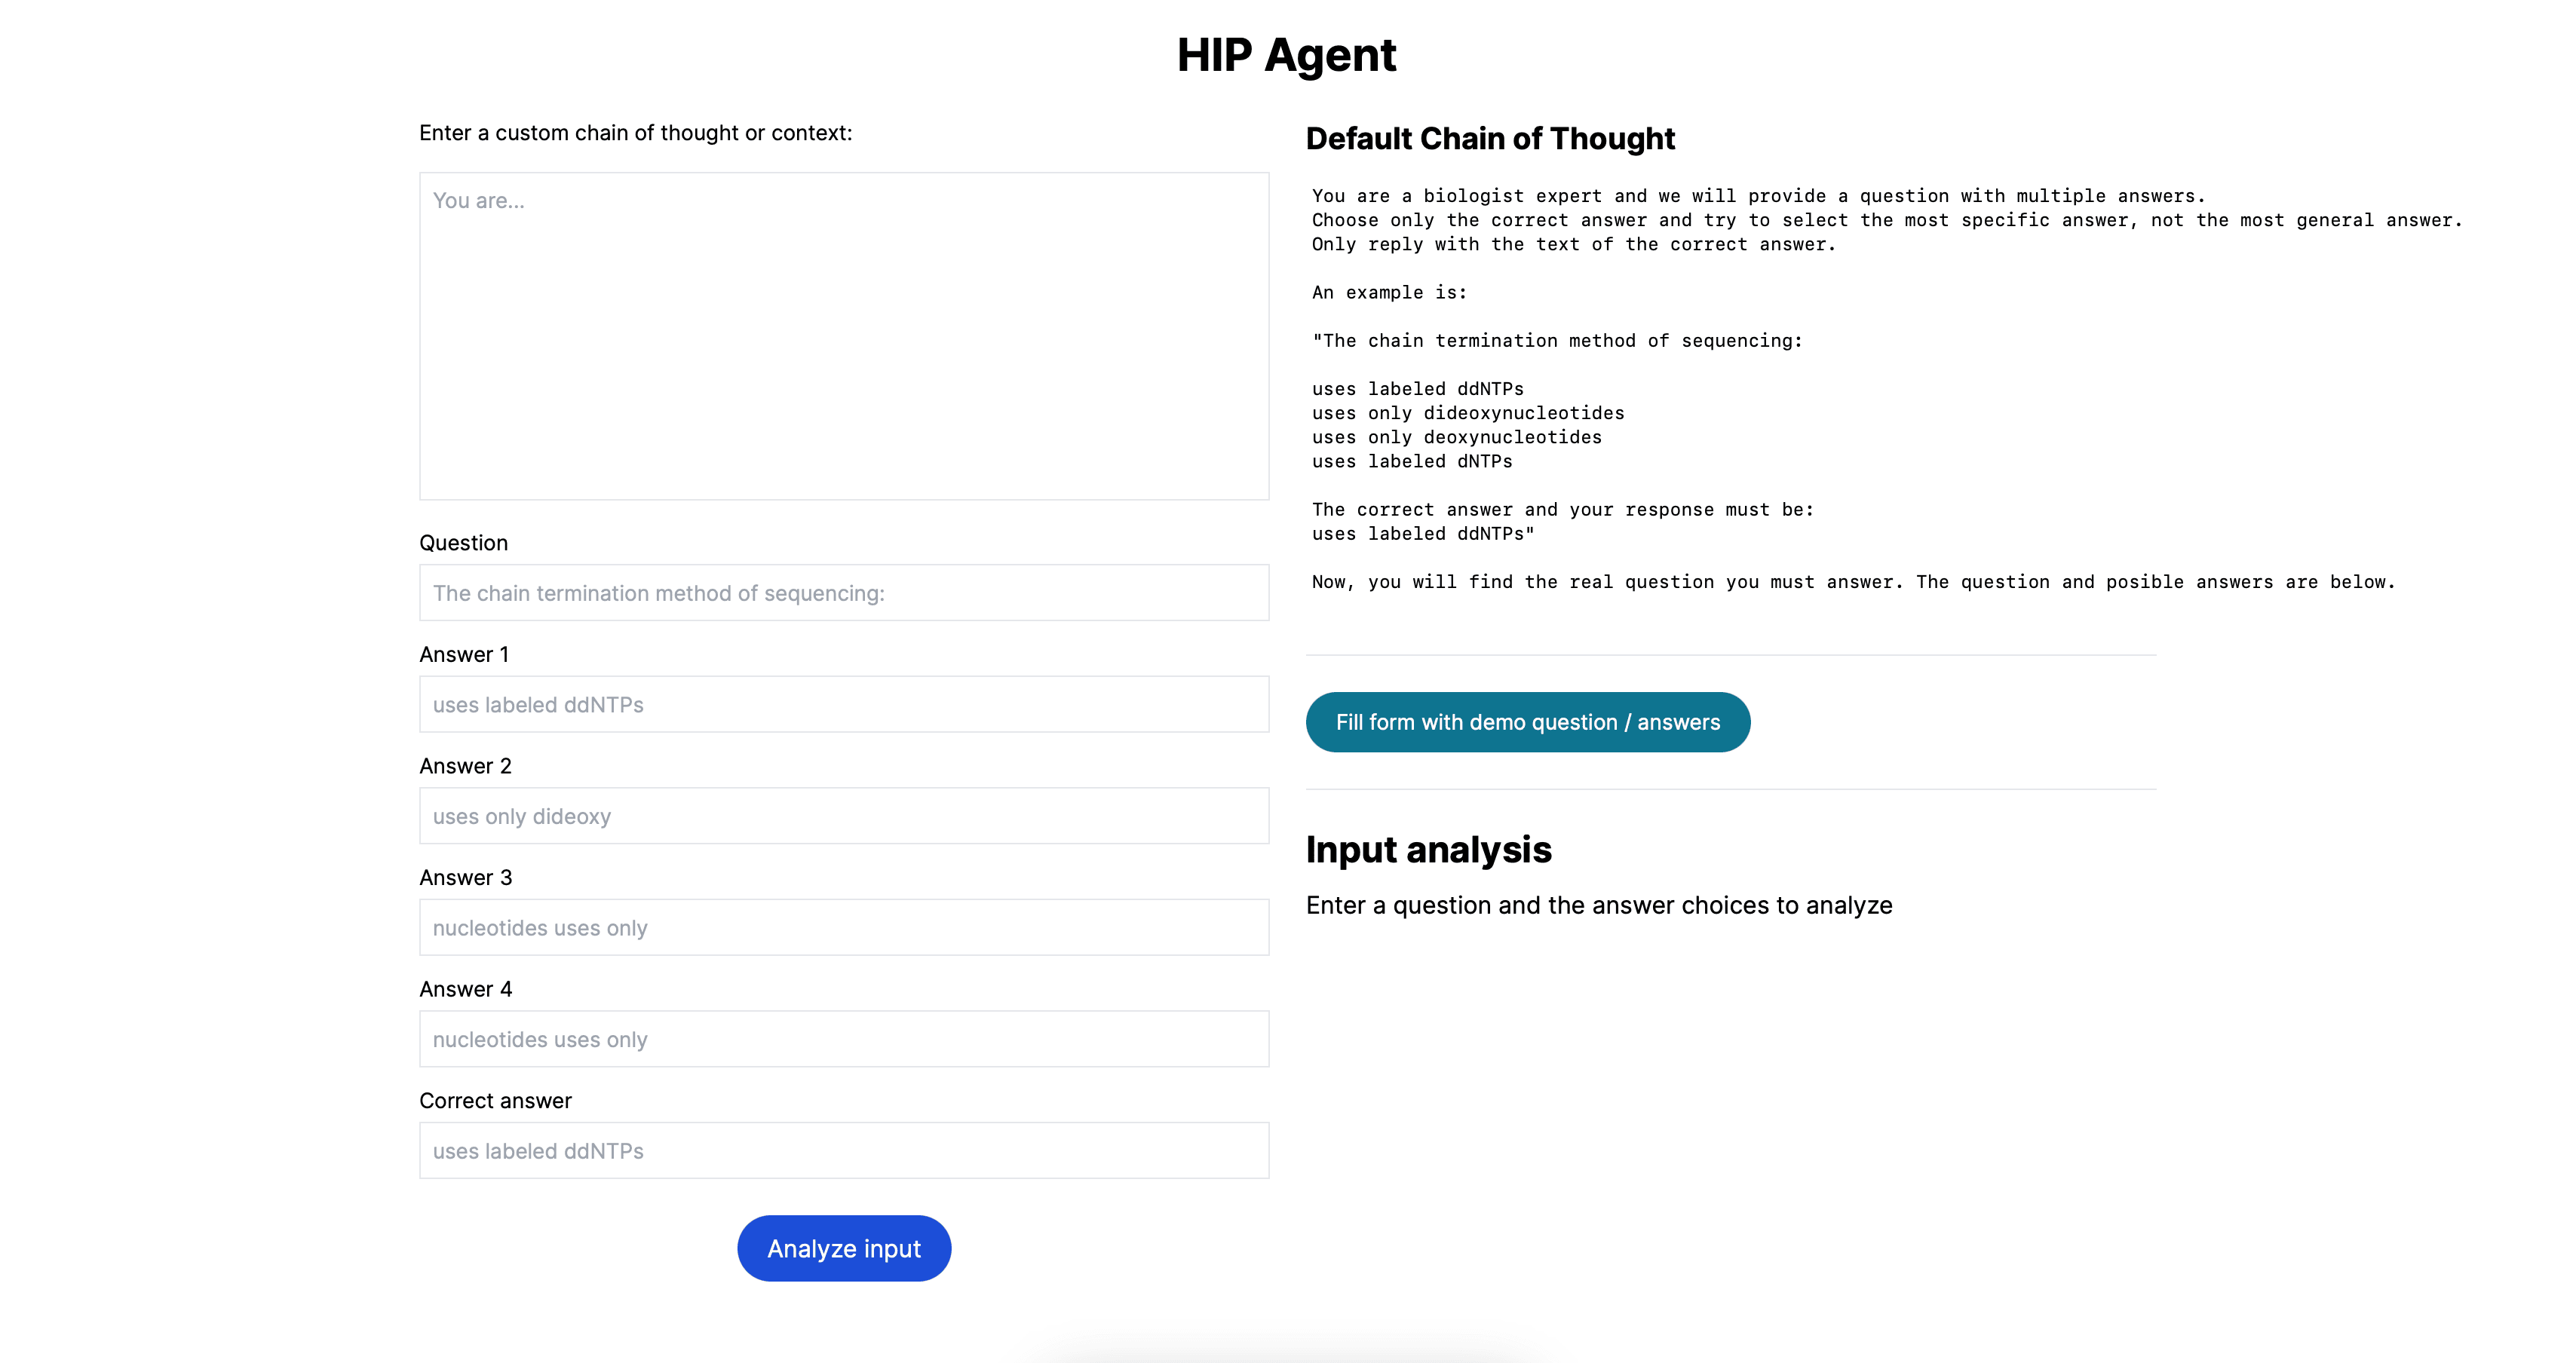 HIP Agent
Enter a custom chain of thought or context:
You are...
Question
The chain termination method of sequencing:
Answer 1
uses labeled ddNTPs
Answer 2
uses only dideoxy
Answer 3
nucleotides uses only
Answer 4
nucleotides uses only
Correct answer
uses labeled ddNTPs
Analyze input
Default Chain of Thought
You are a biologist expert and we will provide a question with multiple answers.
Choose only the correct answer and try to select the most specific answer, not the most general answer.
Only reply with the text of the correct answer.
An example is:
"The chain termination method of sequencing:
uses labeled ddNTPs
uses only dideoxynucleotides
uses only deoxynucleotides
uses labeled dNTPs
The correct answer and your response must be:
uses labeled ddNTPs"
Now, you will find the real question you must answer. The question and posible answers are below.
Fill form with demo question / answers
Input analysis
Enter a question and the answer choices to analyze